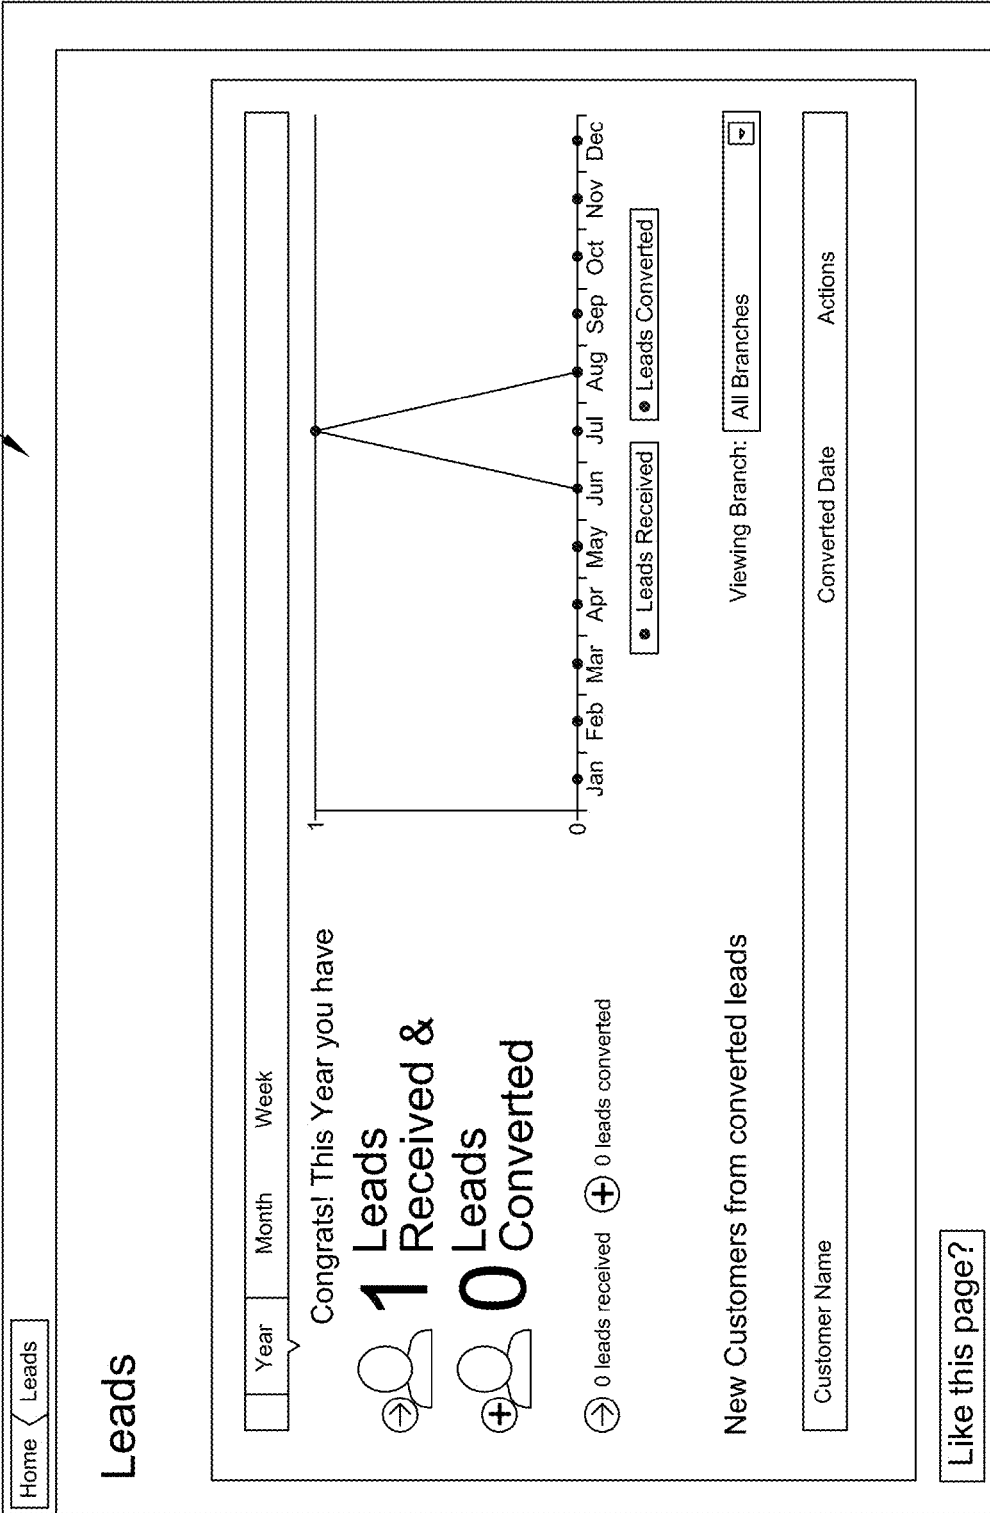 Home
Leads
Leads
Year Month Week
Congrats! This Year you have
1 Leads
Received &
0 Leads
Converted
0 leads received
0 leads converted
1
0
Jan Feb Mar Apr May Jun Jul Aug Sep Oct Nov Dec
Leads Received
Leads Converted
New Customers from converted leads
Viewing Branch: All Branches
Customer Name Converted Date Actions
Like this page?